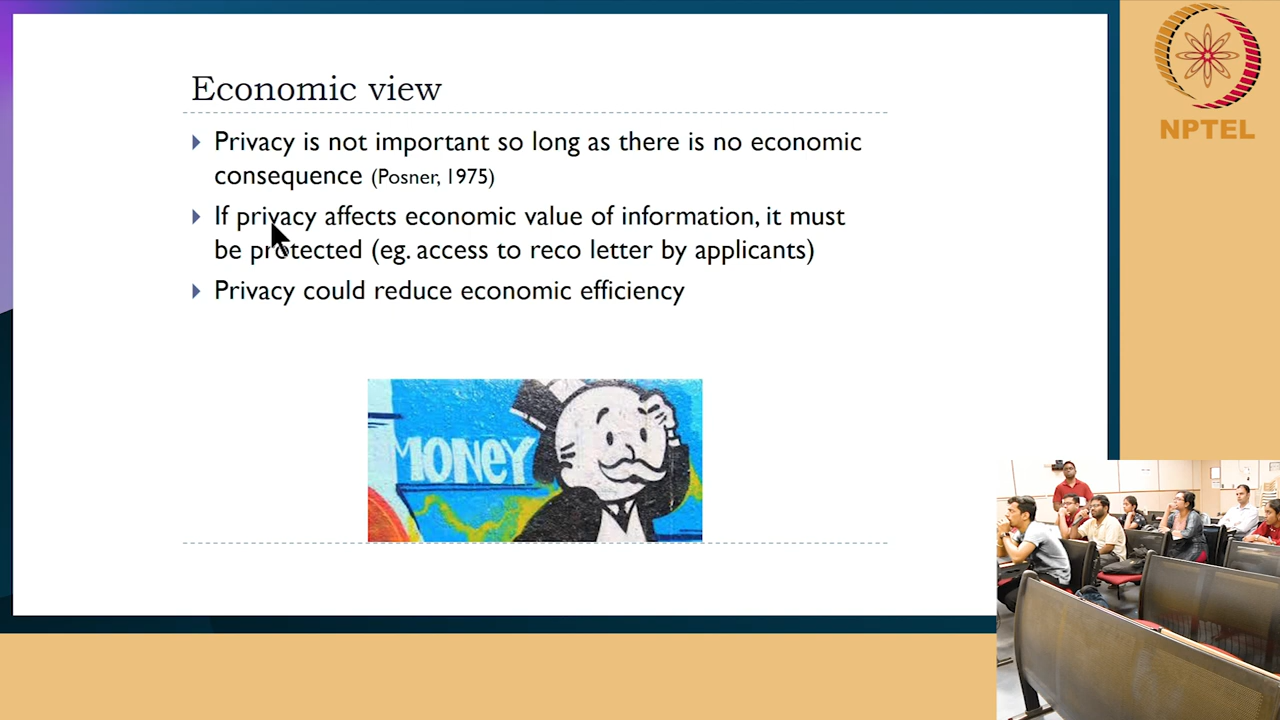 Economic view
Privacy is not important so long as there is no economic
consequence (Posner, 1975)
If privacy affects economic value of information, it must
be protected (eg. access to reco letter by applicants)
Privacy could reduce economic efficiency
MONEY
NPTEL